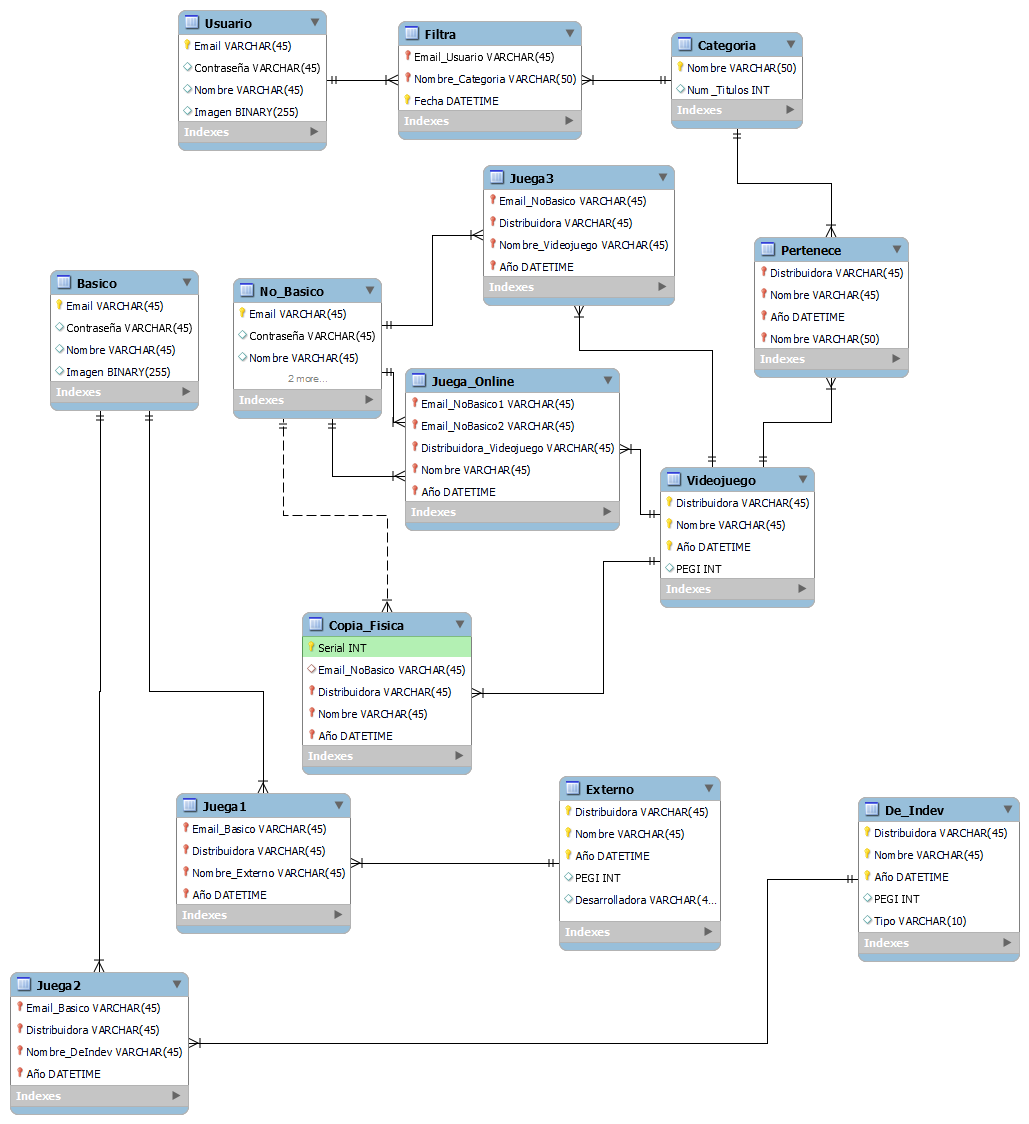 Usuario
Email VARCHAR(45)
Contraseña VARCHAR(45)
Nombre VARCHAR(45)
Imagen BINARY(255)
Indexes
Filtra
Email_Usuario VARCHAR(45)
Nombre_Categoria VARCHAR(50)
Fecha DATETIME
Indexes
Categoria
Nombre VARCHAR(50)
Num_Titulos INT
Indexes
Juega3
Email_NoBasico VARCHAR(45)
Distribuidora VARCHAR(45)
Nombre_Videojuego VARCHAR(45)
Año DATETIME
Indexes
Pertenece
Distribuidora VARCHAR(45)
Nombre VARCHAR(45)
Año DATETIME
Nombre VARCHAR(50)
Indexes
Basico
Email VARCHAR(45)
Contraseña VARCHAR(45)
Nombre VARCHAR(45)
Imagen BINARY(255)
Indexes
No_Basico
Email VARCHAR(45)
Contraseña VARCHAR(45)
Nombre VARCHAR(45)
2 more...
Indexes
Juega_Online
Email_NoBasico1 VARCHAR(45)
Email_NoBasico2 VARCHAR(45)
Distribuidora_Videojuego VARCHAR(45)
Nombre VARCHAR(45)
Año DATETIME
Indexes
Videojuego
Distribuidora VARCHAR(45)
Nombre VARCHAR(45)
Año DATETIME
PEGI INT
Indexes
Copia_Fisica
Serial INT
Email_NoBasico VARCHAR(45)
Distribuidora VARCHAR(45)
Nombre VARCHAR(45)
Año DATETIME
Indexes
Juega1
Email_Basico VARCHAR(45)
Distribuidora VARCHAR(45)
Nombre_Externo VARCHAR(45)
Año DATETIME
Indexes
Externo
Distribuidora VARCHAR(45)
Nombre VARCHAR(45)
Año DATETIME
PEGI INT
Desarrolladora VARCHAR(4...
Indexes
De_Indev
Distribuidora VARCHAR(45)
Nombre VARCHAR(45)
Año DATETIME
PEGI INT
Tipo VARCHAR(10)
Indexes
Juega2
Email_Basico VARCHAR(45)
Distribuidora VARCHAR(45)
Nombre_DeIndev VARCHAR(45)
Año DATETIME
Indexes